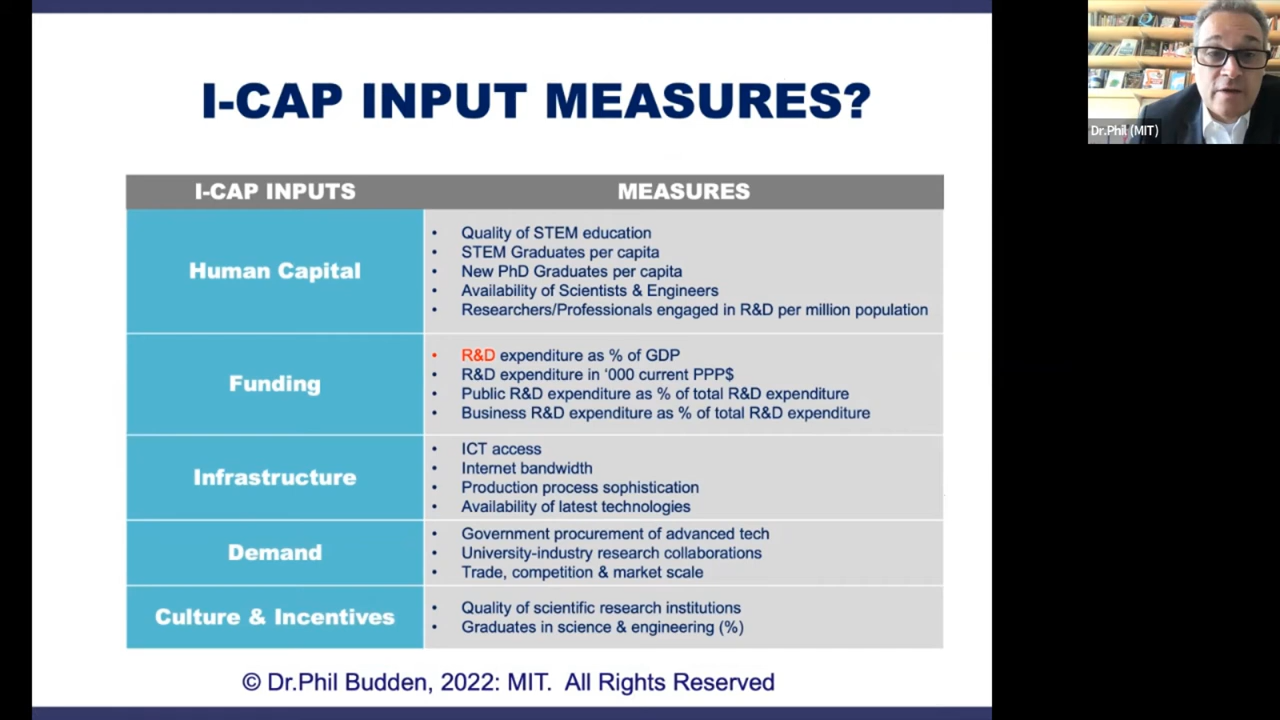 I-CAP INPUT MEASURES?
I-CAP INPUTS
MEASURES
Human Capital
• Quality of STEM education
• STEM Graduates per capita
• New PhD Graduates per capita
• Availability of Scientists & Engineers
• Researchers/Professionals engaged in R&D per million population
Funding
• R&D expenditure as % of GDP
• R&D expenditure in ‘000 current PPP$
• Public R&D expenditure as % of total R&D expenditure
• Business R&D expenditure as % of total R&D expenditure
Infrastructure
• ICT access
• Internet bandwidth
• Production process sophistication
• Availability of latest technologies
Demand
• Government procurement of advanced tech
• University-industry research collaborations
• Trade, competition & market scale
Culture & Incentives
• Quality of scientific research institutions
• Graduates in science & engineering (%)
© Dr.Phil Budden, 2022: MIT. All Rights Reserved
Dr.Phil (MIT)